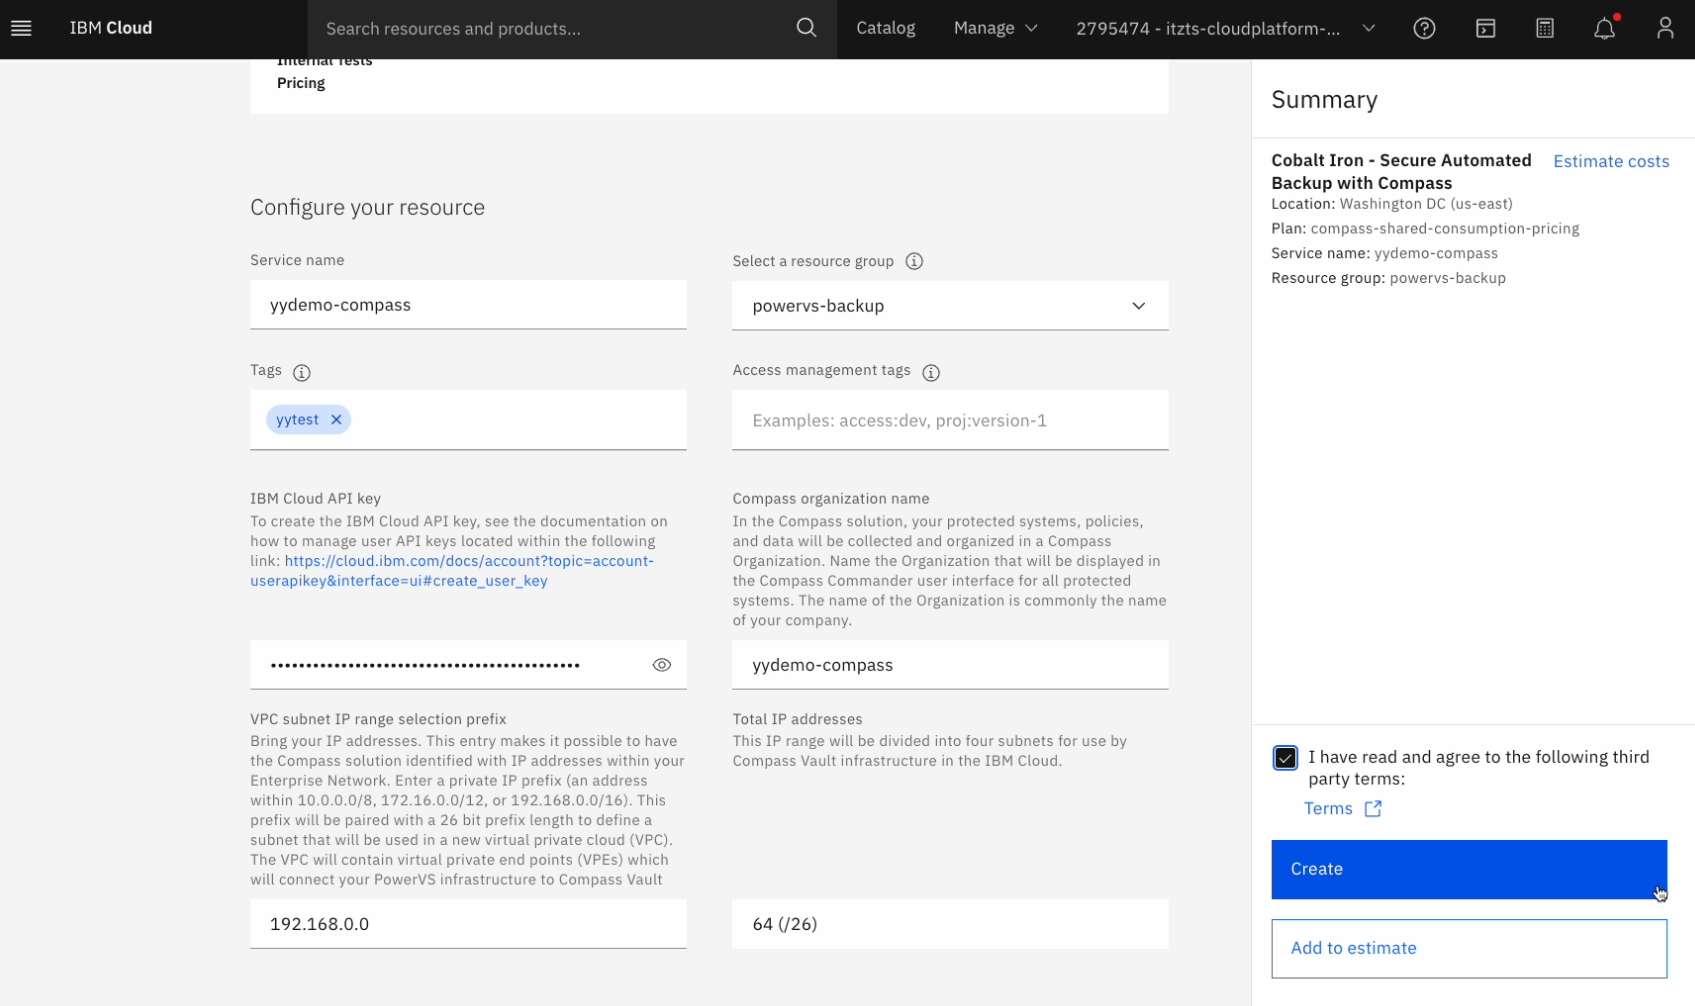 IBM Cloud
Search resources and products...
Catalog
Manage
2795474 - itzts-cloudplatform-...
Internal Tests
Pricing
Configure your resource
Service name
yydemo-compass
Select a resource group
powervs-backup
Tags
yytest
Access management tags
Examples: access:dev, proj:version-1
IBM Cloud API key
To create the IBM Cloud API key, see the documentation on
how to manage user API keys located within the following
link: https://cloud.ibm.com/docs/account?topic=account-
userapikey&interface=ui#create_user_key
Compass organization name
In the Compass solution, your protected systems, policies,
and data will be collected and organized in a Compass
Organization. Name the Organization that will be displayed in
the Compass Commander user interface for all protected
systems. The name of the Organization is commonly the name
of your company.
••••••••••••••••••••••••••••••••••••••••••••
yydemo-compass
VPC subnet IP range selection prefix
Bring your IP addresses. This entry makes it possible to have
the Compass solution identified with IP addresses within your
Enterprise Network. Enter a private IP prefix (an address
within 10.0.0.0/8, 172.16.0.0/12, or 192.168.0.0/16). This
prefix will be paired with a 26 bit prefix length to define a
subnet that will be used in a new virtual private cloud (VPC).
The VPC will contain virtual private end points (VPEs) which
will connect your PowerVS infrastructure to Compass Vault
192.168.0.0
Total IP addresses
This IP range will be divided into four subnets for use by
Compass Vault infrastructure in the IBM Cloud.
64 (/26)
Summary
Cobalt Iron - Secure Automated
Backup with Compass
Estimate costs
Location: Washington DC (us-east)
Plan: compass-shared-consumption-pricing
Service name: yydemo-compass
Resource group: powervs-backup
I have read and agree to the following third
party terms:
Terms
Create
Add to estimate